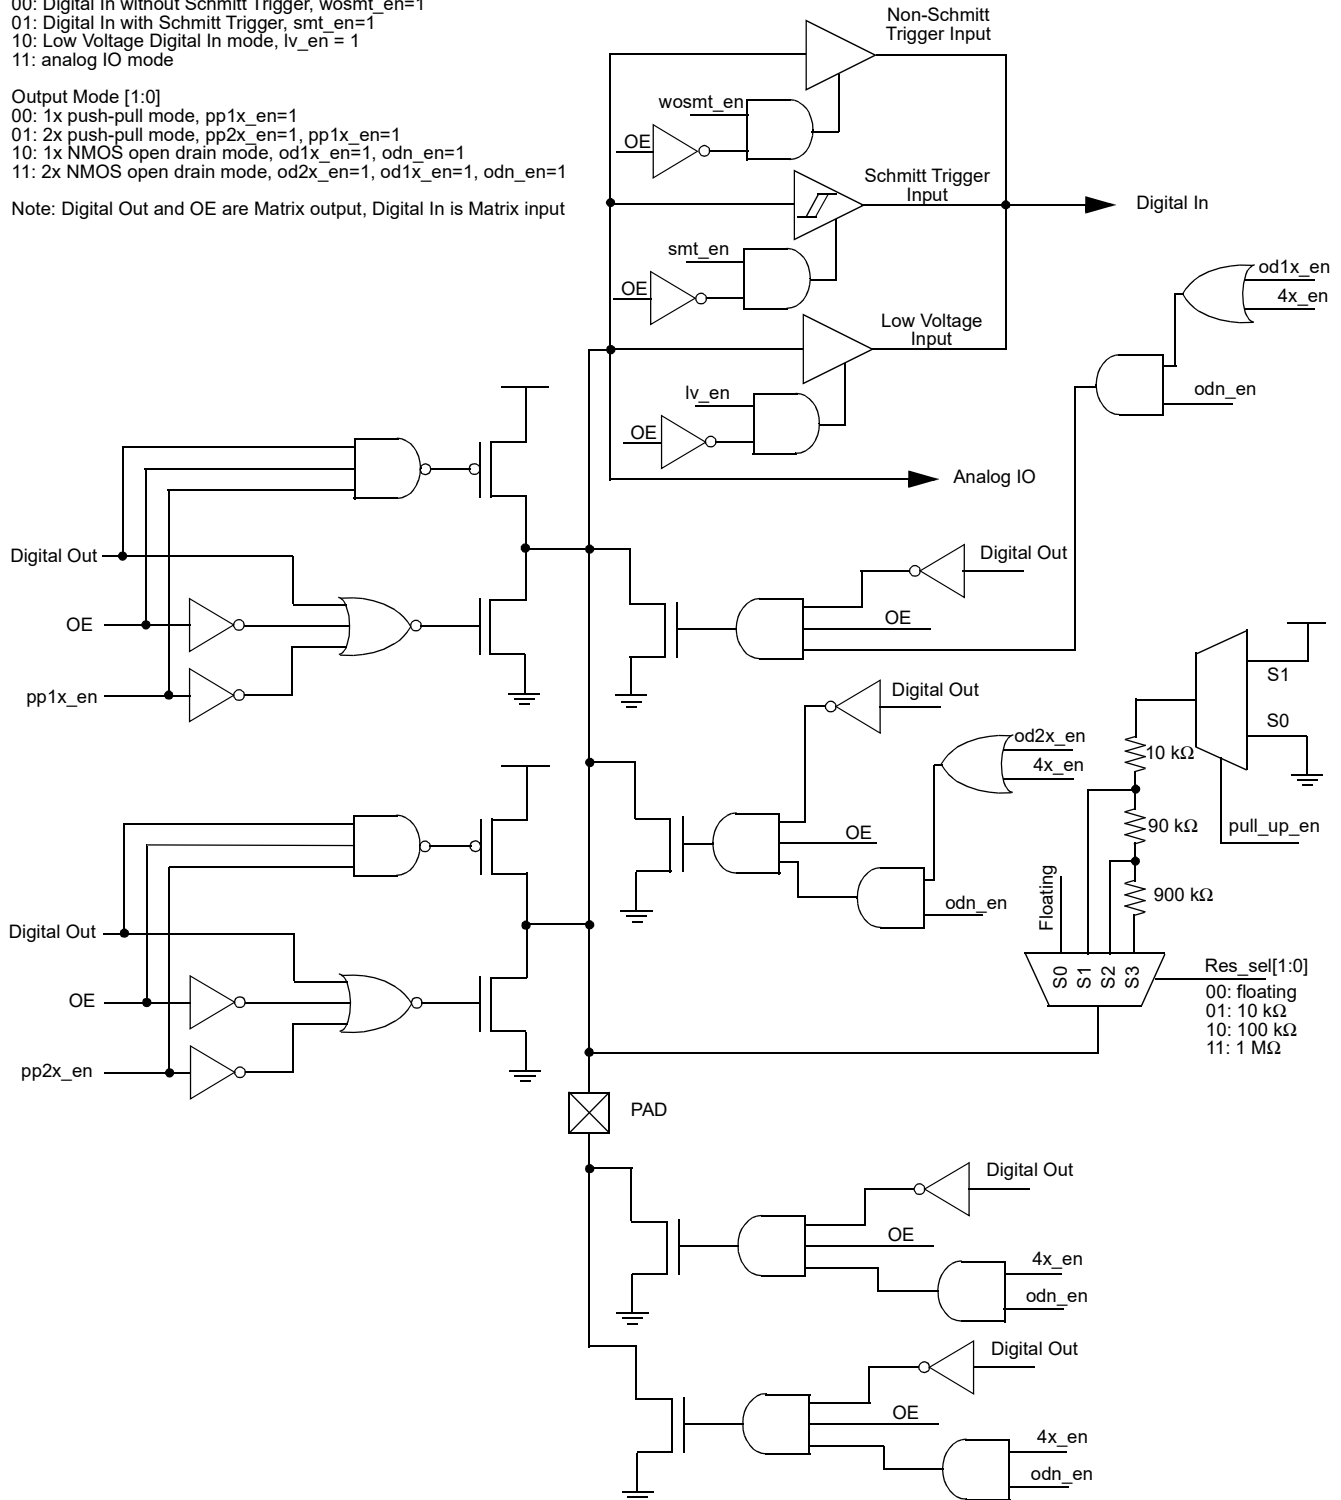 00: Digital In without Schmitt Trigger, wosmt_en=1
01: Digital In with Schmitt Trigger, smt_en=1
10: Low Voltage Digital In mode, lv_en = 1
11: analog IO mode
Output Mode [1:0]
00: 1x push-pull mode, pp1x_en=1
01: 2x push-pull mode, pp2x_en=1, pp1x_en=1
10: 1x NMOS open drain mode, od1x_en=1, odn_en=1
11: 2x NMOS open drain mode, od2x_en=1, od1x_en=1, odn_en=1
Note: Digital Out and OE are Matrix output, Digital In is Matrix input
Non-Schmitt
Trigger Input
wosmt_en
OE
Schmitt Trigger
Input
Digital In
smt_en
OE
od1x_en
4x_en
Low Voltage
Input
lv_en
odn_en
OE
Analog IO
Digital Out
Digital Out
OE
OE
pp1x_en
S1
S0
Digital Out
od2x_en
4x_en
10 kΩ
90 kΩ
pull_up_en
OE
900 kΩ
odn_en
Floating
Digital Out
OE
pp2x_en
S0
S1
S2
S3
Res_sel[1:0]
00: floating
01: 10 kΩ
10: 100 kΩ
11: 1 MΩ
PAD
Digital Out
OE
4x_en
odn_en
Digital Out
OE
4x_en
odn_en